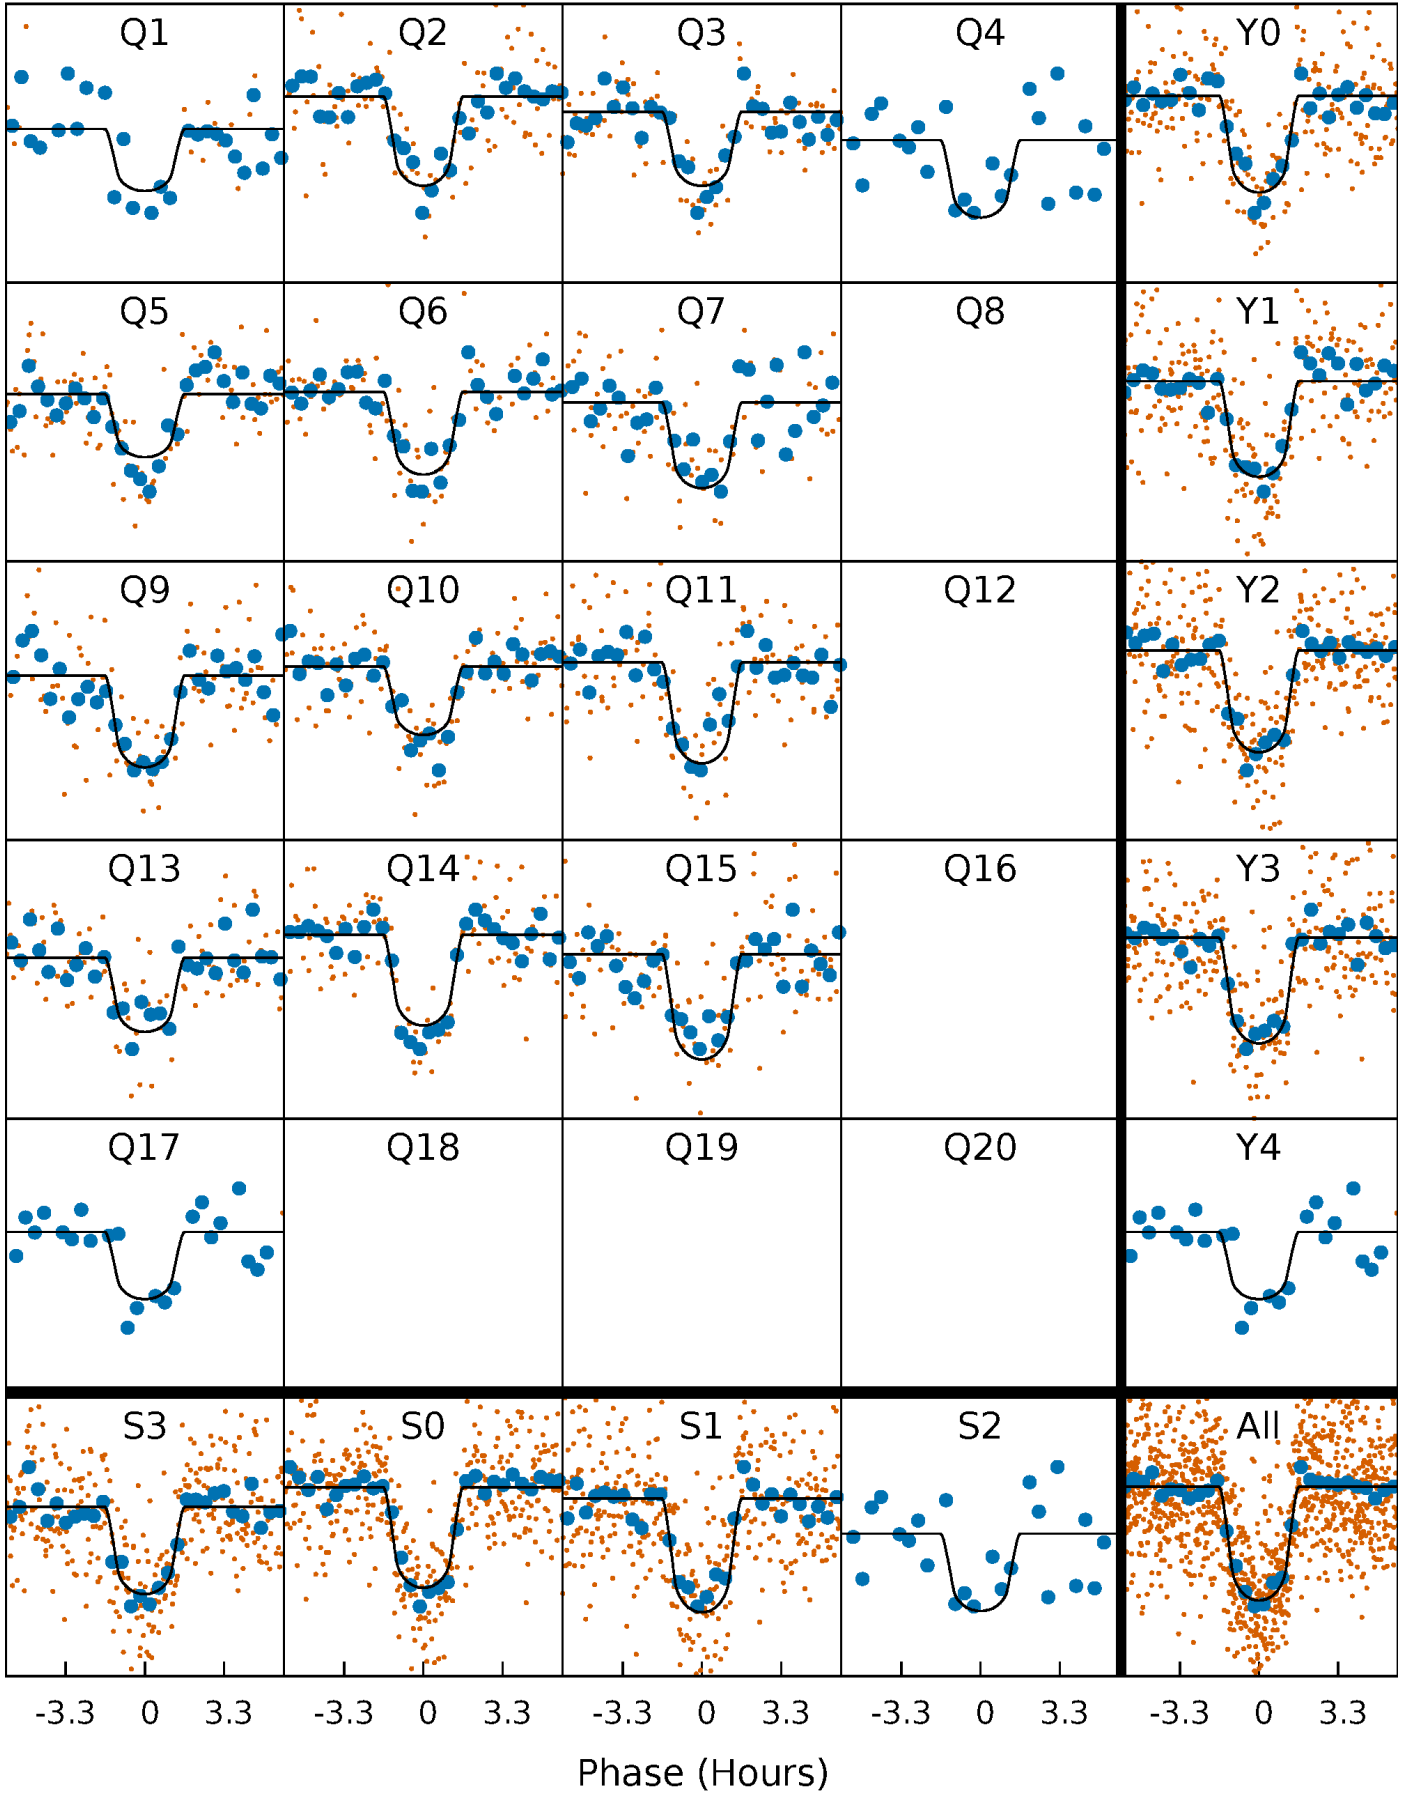 Q1 Q2 Q3 Q4 Y0
Q5 Q6 Q7 Q8 Y1
Q9 Q10 Q11 Q12 Y2
Q13 Q14 Q15 Q16 Y3
Q17 Q18 Q19 Q20 Y4
S3 S0 S1 S2 All
-3.3 0 3.3 -3.3 0 3.3 -3.3 0 3.3 -3.3 0 3.3 -3.3 0 3.3
Phase (Hours)